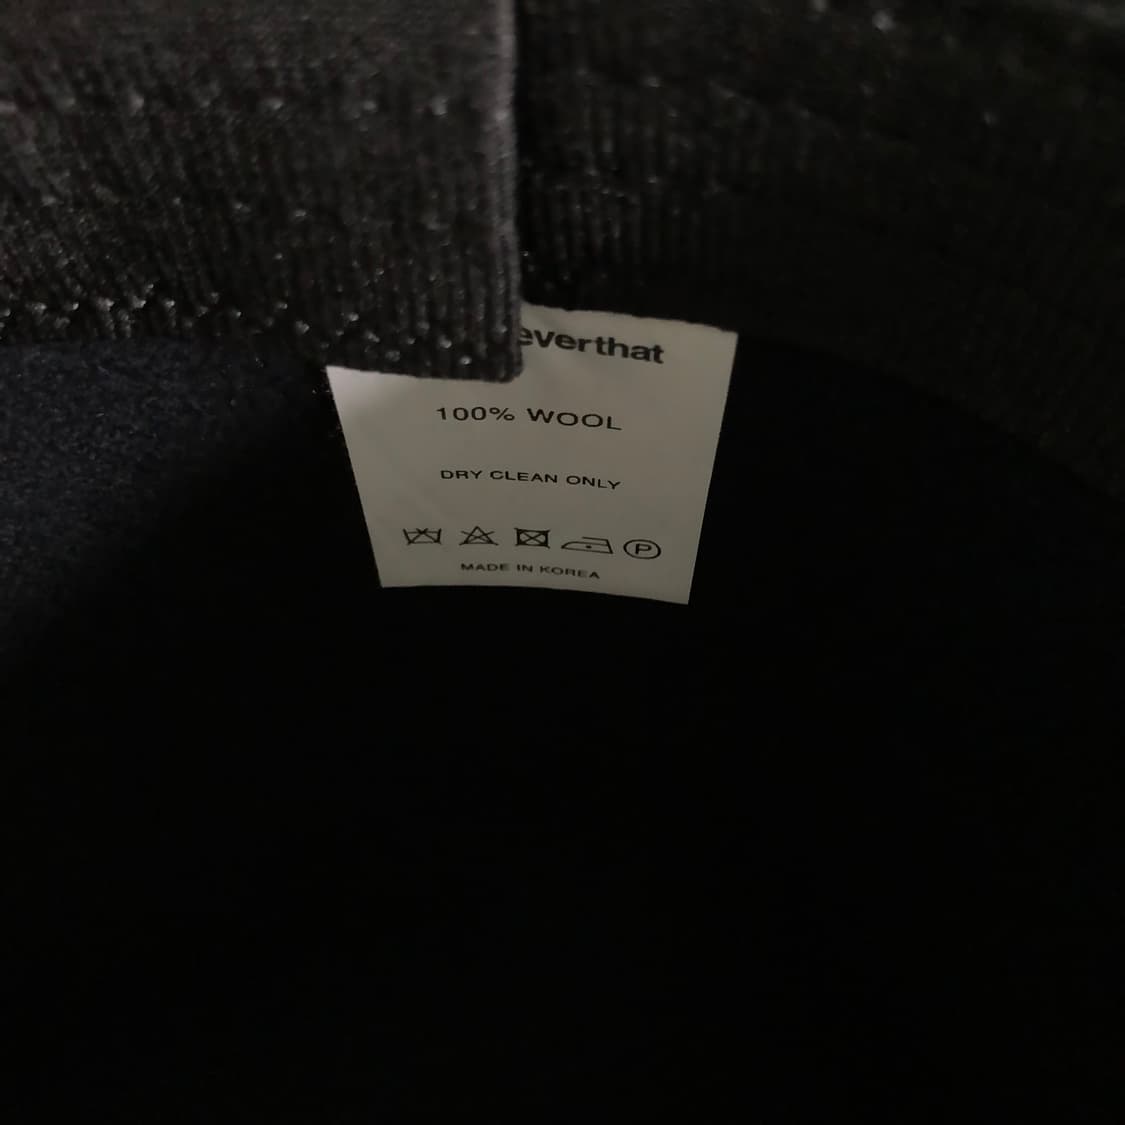 everthat
100% WOOL
DRY CLEAN ONLY
P
MADE IN KOREA